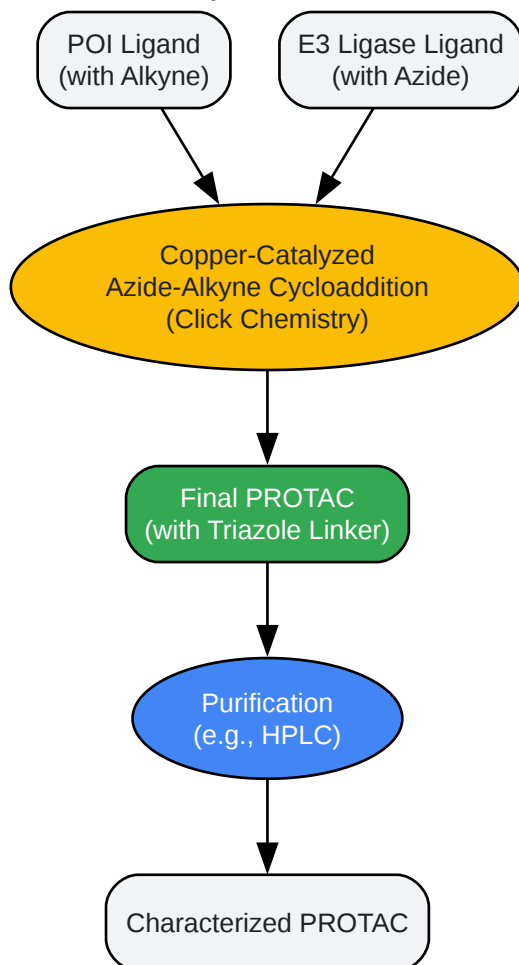 POI Ligand
(with Alkyne)
E3 Ligase Ligand
(with Azide)
Copper-Catalyzed
Azide-Alkyne Cycloaddition
(Click Chemistry)
Final PROTAC
(with Triazole Linker)
Purification
(e.g., HPLC)
Characterized PROTAC